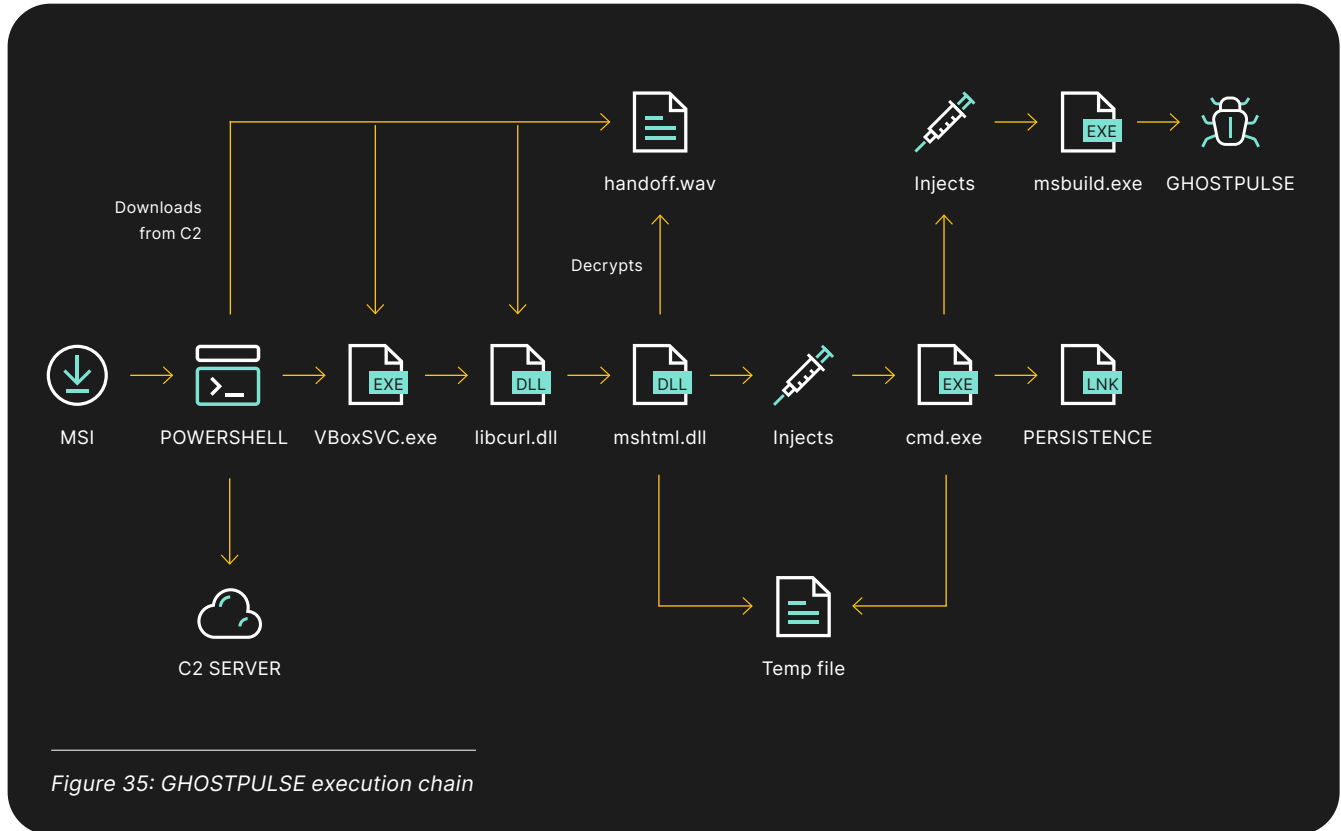 handoff.wav
Injects
EXE
msbuild.exe
GHOSTPULSE
Downloads
from C2
Decrypts
MSI
POWERSHELL
EXE
VBoxSVC.exe
DLL
libcurl.dll
DLL
mshtml.dll
Injects
EXE
cmd.exe
LNK
PERSISTENCE
C2 SERVER
Temp file
Figure 35: GHOSTPULSE execution chain